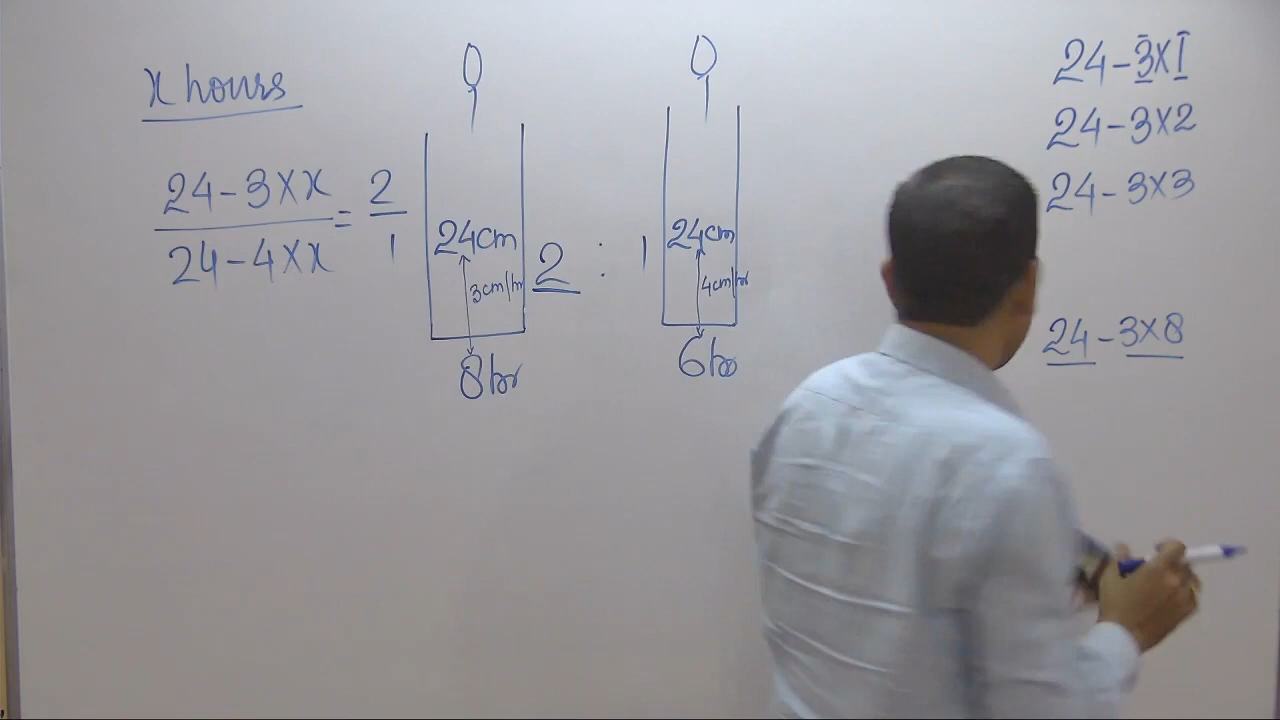 x hours
24-3×x
24-4×x
=
2
1
24cm
3cm/hr
8hr
2 : 1
24cm
4cm/hr
6hr
24-3×1
24-3×2
24-3×3
24-3×8